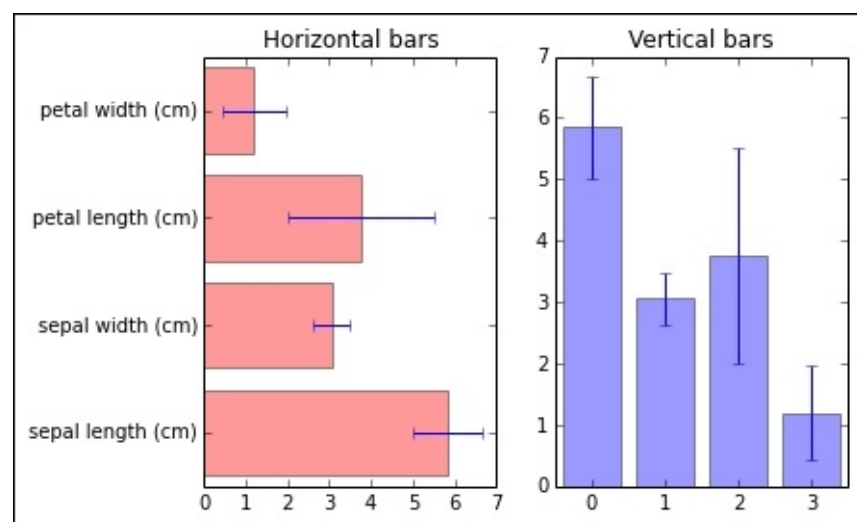 Horizontal bars
petal width (cm)
petal length (cm)
sepal width (cm)
sepal length (cm)
0 1 2 3 4 5 6 7
Vertical bars
7
6
5
4
3
2
1
0
0 1 2 3